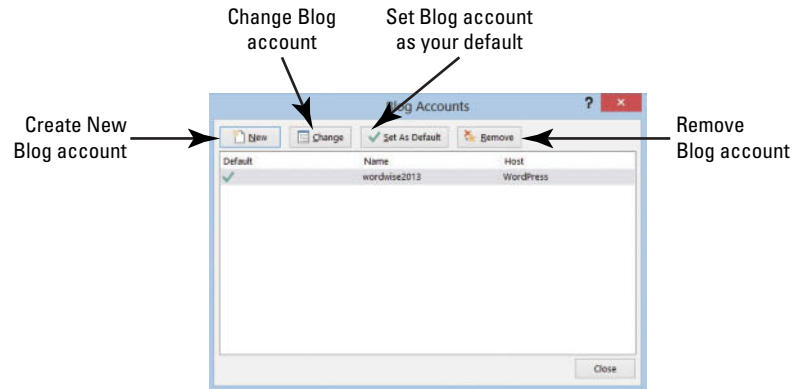 Change Blog
account
Set Blog account
as your default
Blog Accounts
?
Create New
Blog account
New
Change
Set As Default
Remove
Remove
Blog account
Default
Name
Host
wordwise2013
WordPress
Close